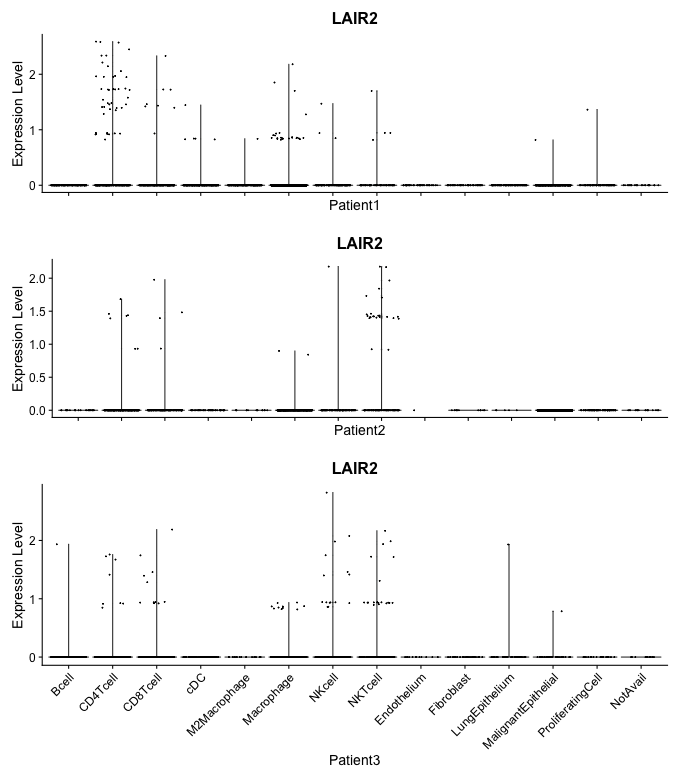 LAIR2
Expression Level
2
1
0
Patient1
LAIR2
Expression Level
2.0
1.5
1.0
0.5
0.0
Patient2
LAIR2
Expression Level
2
1
0
Bcell
CD4Tcell
CD8Tcell
cDC
M2Macrophage
Macrophage
NKcell
NKTcell
Endothelium
Fibroblast
LungEpithelium
MalignantEpithelial
ProliferatingCell
NotAvail
Patient3